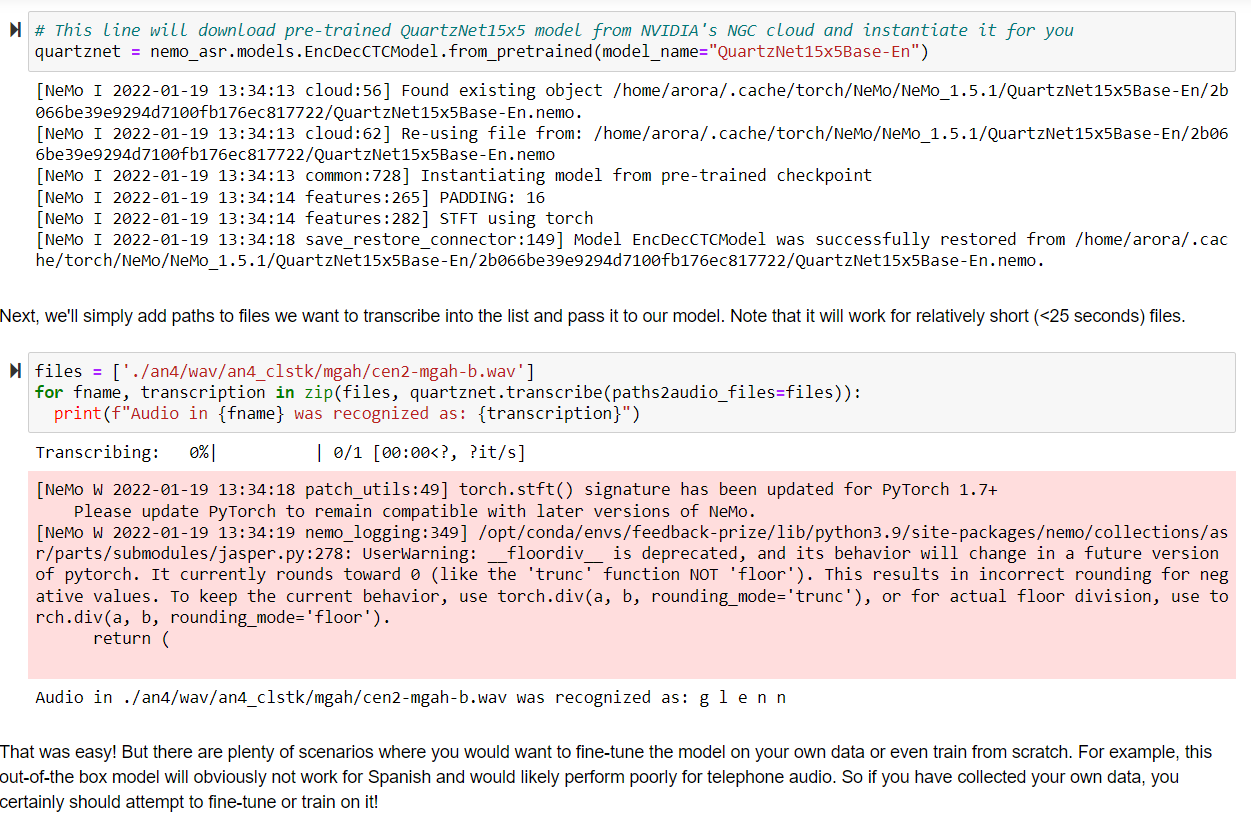 # This line will download pre-trained QuartzNet15x5 model from NVIDIA's NGC cloud and instantiate it for you
quartznet = nemo_asr.models.EncDecCTCModel.from_pretrained(model_name="QuartzNet15x5Base-En")
[NeMo I 2022-01-19 13:34:13 cloud:56] Found existing object /home/arora/.cache/torch/NeMo/NeMo_1.5.1/QuartzNet15x5Base-En/2b
066be39e9294d7100fb176ec817722/QuartzNet15x5Base-En.nemo.
[NeMo I 2022-01-19 13:34:13 cloud:62] Re-using file from: /home/arora/.cache/torch/NeMo/NeMo_1.5.1/QuartzNet15x5Base-En/2b06
6be39e9294d7100fb176ec817722/QuartzNet15x5Base-En.nemo
[NeMo I 2022-01-19 13:34:13 common:728] Instantiating model from pre-trained checkpoint
[NeMo I 2022-01-19 13:34:14 features:265] PADDING: 16
[NeMo I 2022-01-19 13:34:14 features:282] STFT using torch
[NeMo I 2022-01-19 13:34:18 save_restore_connector:149] Model EncDecCTCModel was successfully restored from /home/arora/.cac
he/torch/NeMo/NeMo_1.5.1/QuartzNet15x5Base-En/2b066be39e9294d7100fb176ec817722/QuartzNet15x5Base-En.nemo.
Next, we'll simply add paths to files we want to transcribe into the list and pass it to our model. Note that it will work for relatively short (<25 seconds) files.
files = ['./an4/wav/an4_clstk/mgah/cen2-mgah-b.wav']
for fname, transcription in zip(files, quartznet.transcribe(paths2audio_files=files)):
  print(f"Audio in {fname} was recognized as: {transcription}")
Transcribing:   0%|          | 0/1 [00:00<?, ?it/s]
[NeMo W 2022-01-19 13:34:18 patch_utils:49] torch.stft() signature has been updated for PyTorch 1.7+
    Please update PyTorch to remain compatible with later versions of NeMo.
[NeMo W 2022-01-19 13:34:19 nemo_logging:349] /opt/conda/envs/feedback-prize/lib/python3.9/site-packages/nemo/collections/as
r/parts/submodules/jasper.py:278: UserWarning: __floordiv__ is deprecated, and its behavior will change in a future version
of pytorch. It currently rounds toward 0 (like the 'trunc' function NOT 'floor'). This results in incorrect rounding for neg
ative values. To keep the current behavior, use torch.div(a, b, rounding_mode='trunc'), or for actual floor division, use to
rch.div(a, b, rounding_mode='floor').
      return (
Audio in ./an4/wav/an4_clstk/mgah/cen2-mgah-b.wav was recognized as: g l e n n
That was easy! But there are plenty of scenarios where you would want to fine-tune the model on your own data or even train from scratch. For example, this
out-of-the box model will obviously not work for Spanish and would likely perform poorly for telephone audio. So if you have collected your own data, you
certainly should attempt to fine-tune or train on it!